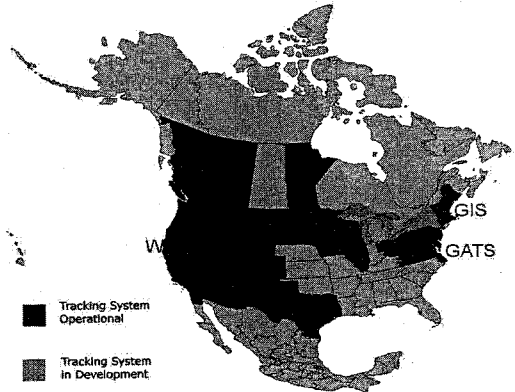 GIS
W
GATS
Tracking System
Operational
Tracking System
in Development